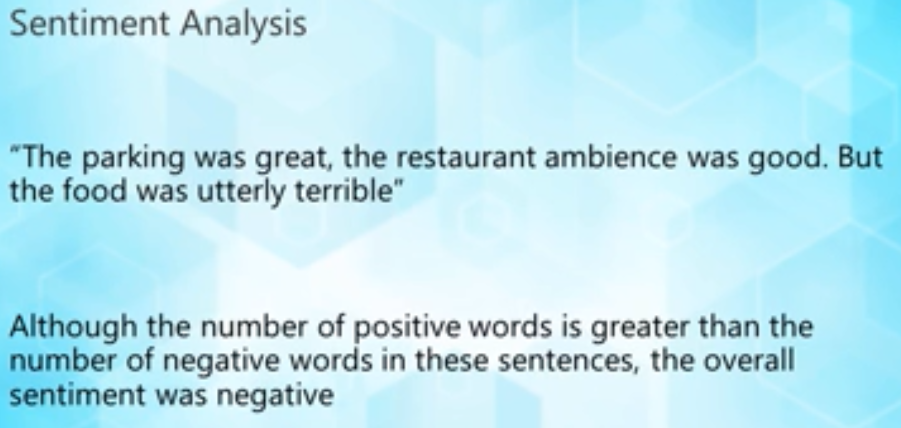 Sentiment Analysis
"The parking was great, the restaurant ambience was good. But
the food was utterly terrible"
Although the number of positive words is greater than the
number of negative words in these sentences, the overall
sentiment was negative